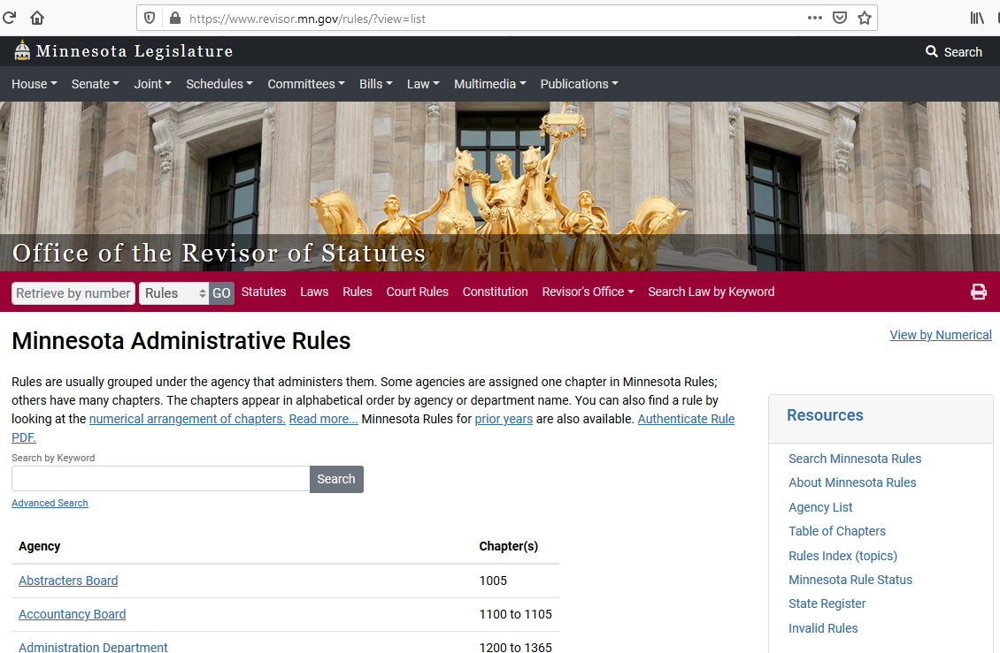 https://www.revisor.mn.gov/rules/?view=list
Minnesota Legislature
Search
House Senate Joint Schedules Committees Bills Law Multimedia Publications
Office of the Revisor of Statutes
Retrieve by number Rules GO Statutes Laws Rules Court Rules Constitution Revisor's Office Search Law by Keyword
Minnesota Administrative Rules
View by Numerical
Rules are usually grouped under the agency that administers them. Some agencies are assigned one chapter in Minnesota Rules;
others have many chapters. The chapters appear in alphabetical order by agency or department name. You can also find a rule by
looking at the numerical arrangement of chapters. Read more... Minnesota Rules for prior years are also available. Authenticate Rule
PDF.
Search by Keyword
Search
Advanced Search
Agency Chapter(s)
Abstracters Board 1005
Accountancy Board 1100 to 1105
Administration Department 1200 to 1365
Resources
Search Minnesota Rules
About Minnesota Rules
Agency List
Table of Chapters
Rules Index (topics)
Minnesota Rule Status
State Register
Invalid Rules